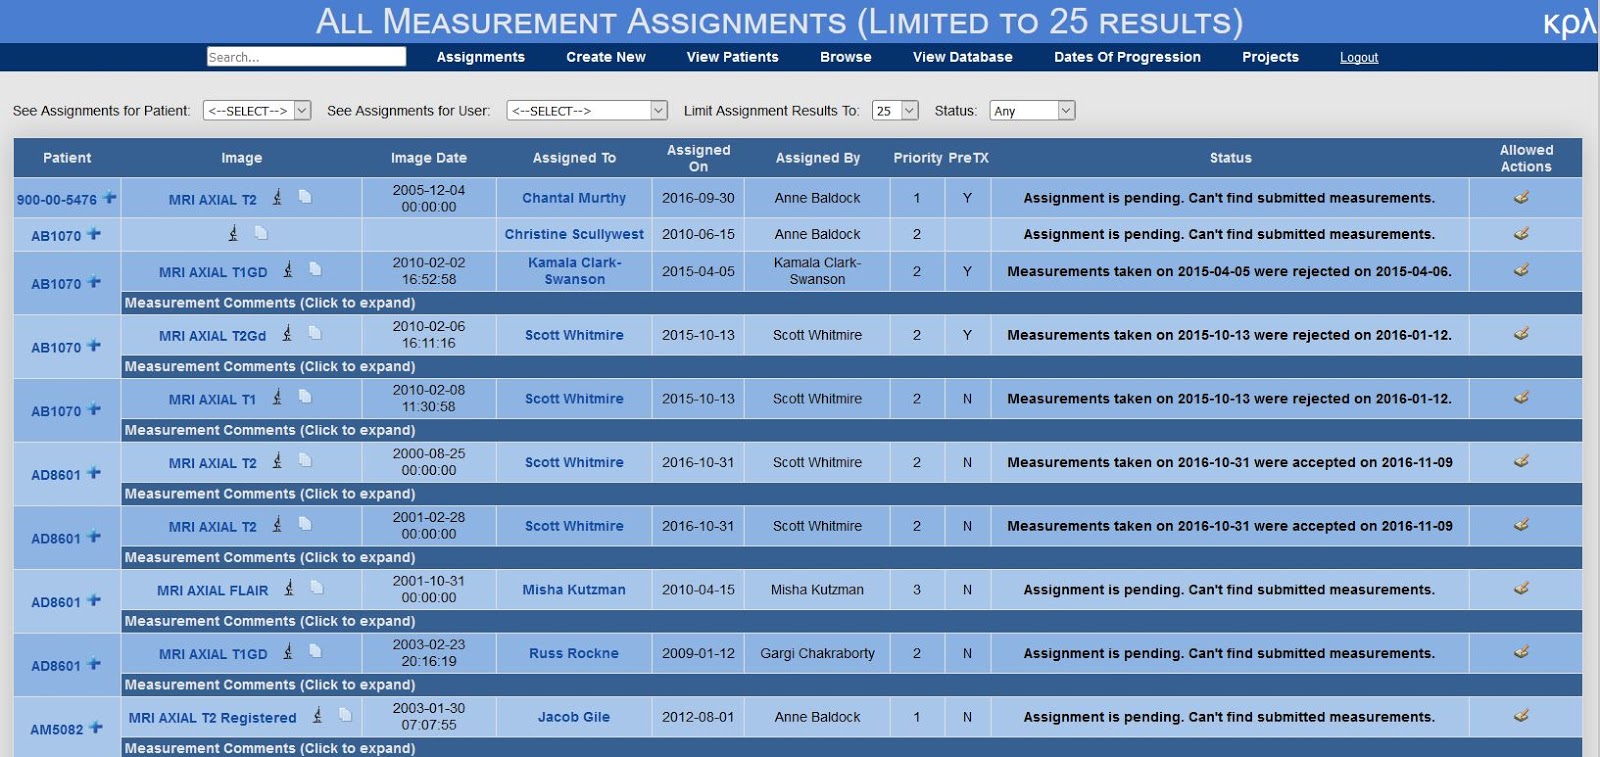 ALL MEASUREMENT ASSIGNMENTS (LIMITED TO 25 RESULTS)
κρλ
Search... Assignments Create New View Patients Browse View Database Dates Of Progression Projects Logout
See Assignments for Patient: <--SELECT--> See Assignments for User: <--SELECT--> Limit Assignment Results To: 25 Status: Any
Patient Image Image Date Assigned To Assigned On Assigned By Priority PreTX Status Allowed Actions
900-00-5476 MRI AXIAL T2 2005-12-04 00:00:00 Chantal Murthy 2016-09-30 Anne Baldock 1 Y Assignment is pending. Can't find submitted measurements.
AB1070 Christine Scullywest 2010-06-15 Anne Baldock 2 Assignment is pending. Can't find submitted measurements.
AB1070 MRI AXIAL T1GD 2010-02-02 16:52:58 Kamala Clark-Swanson 2015-04-05 Kamala Clark-Swanson 2 Y Measurements taken on 2015-04-05 were rejected on 2015-04-06.
Measurement Comments (Click to expand)
AB1070 MRI AXIAL T2Gd 2010-02-06 16:11:16 Scott Whitmire 2015-10-13 Scott Whitmire 2 Y Measurements taken on 2015-10-13 were rejected on 2016-01-12.
Measurement Comments (Click to expand)
AB1070 MRI AXIAL T1 2010-02-08 11:30:58 Scott Whitmire 2015-10-13 Scott Whitmire 2 N Measurements taken on 2015-10-13 were rejected on 2016-01-12.
Measurement Comments (Click to expand)
AD8601 MRI AXIAL T2 2000-08-25 00:00:00 Scott Whitmire 2016-10-31 Scott Whitmire 2 N Measurements taken on 2016-10-31 were accepted on 2016-11-09
Measurement Comments (Click to expand)
AD8601 MRI AXIAL T2 2001-02-28 00:00:00 Scott Whitmire 2016-10-31 Scott Whitmire 2 N Measurements taken on 2016-10-31 were accepted on 2016-11-09
Measurement Comments (Click to expand)
AD8601 MRI AXIAL FLAIR 2001-10-31 00:00:00 Misha Kutzman 2010-04-15 Misha Kutzman 3 N Assignment is pending. Can't find submitted measurements.
Measurement Comments (Click to expand)
AD8601 MRI AXIAL T1GD 2003-02-23 20:16:19 Russ Rockne 2009-01-12 Gargi Chakraborty 2 N Assignment is pending. Can't find submitted measurements.
Measurement Comments (Click to expand)
AM5082 MRI AXIAL T2 Registered 2003-01-30 07:07:55 Jacob Gile 2012-08-01 Anne Baldock 1 N Assignment is pending. Can't find submitted measurements.
Measurement Comments (Click to expand)